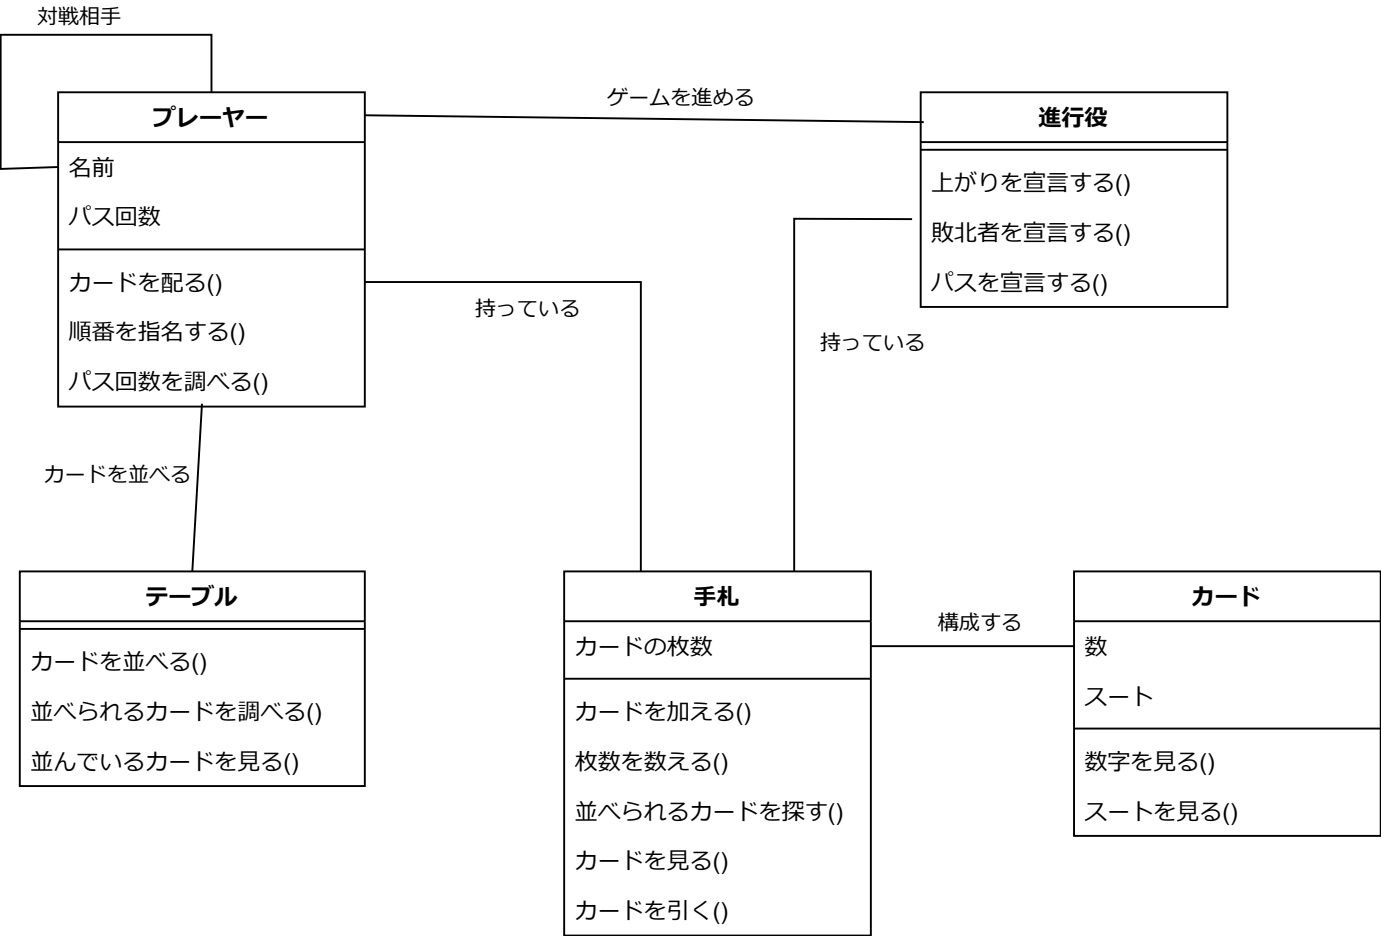 対戦相手
プレーヤー
名前
パス回数
カードを配る()
順番を指名する()
パス回数を調べる()
ゲームを進める
進行役
上がりを宣言する()
敗北者を宣言する()
パスを宣言する()
持っている
持っている
カードを並べる
テーブル
カードを並べる()
並べられるカードを調べる()
並んでいるカードを見る()
手札
カードの枚数
カードを加える()
枚数を数える()
並べられるカードを探す()
カードを見る()
カードを引く()
構成する
カード
数
スート
数字を見る()
スートを見る()